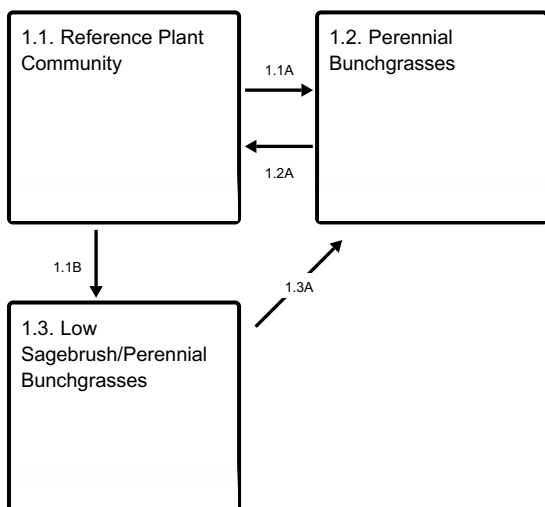 1.1. Reference Plant
Community
1.1A
1.2. Perennial
Bunchgrasses
1.2A
1.1B
1.3A
1.3. Low
Sagebrush/Perennial
Bunchgrasses